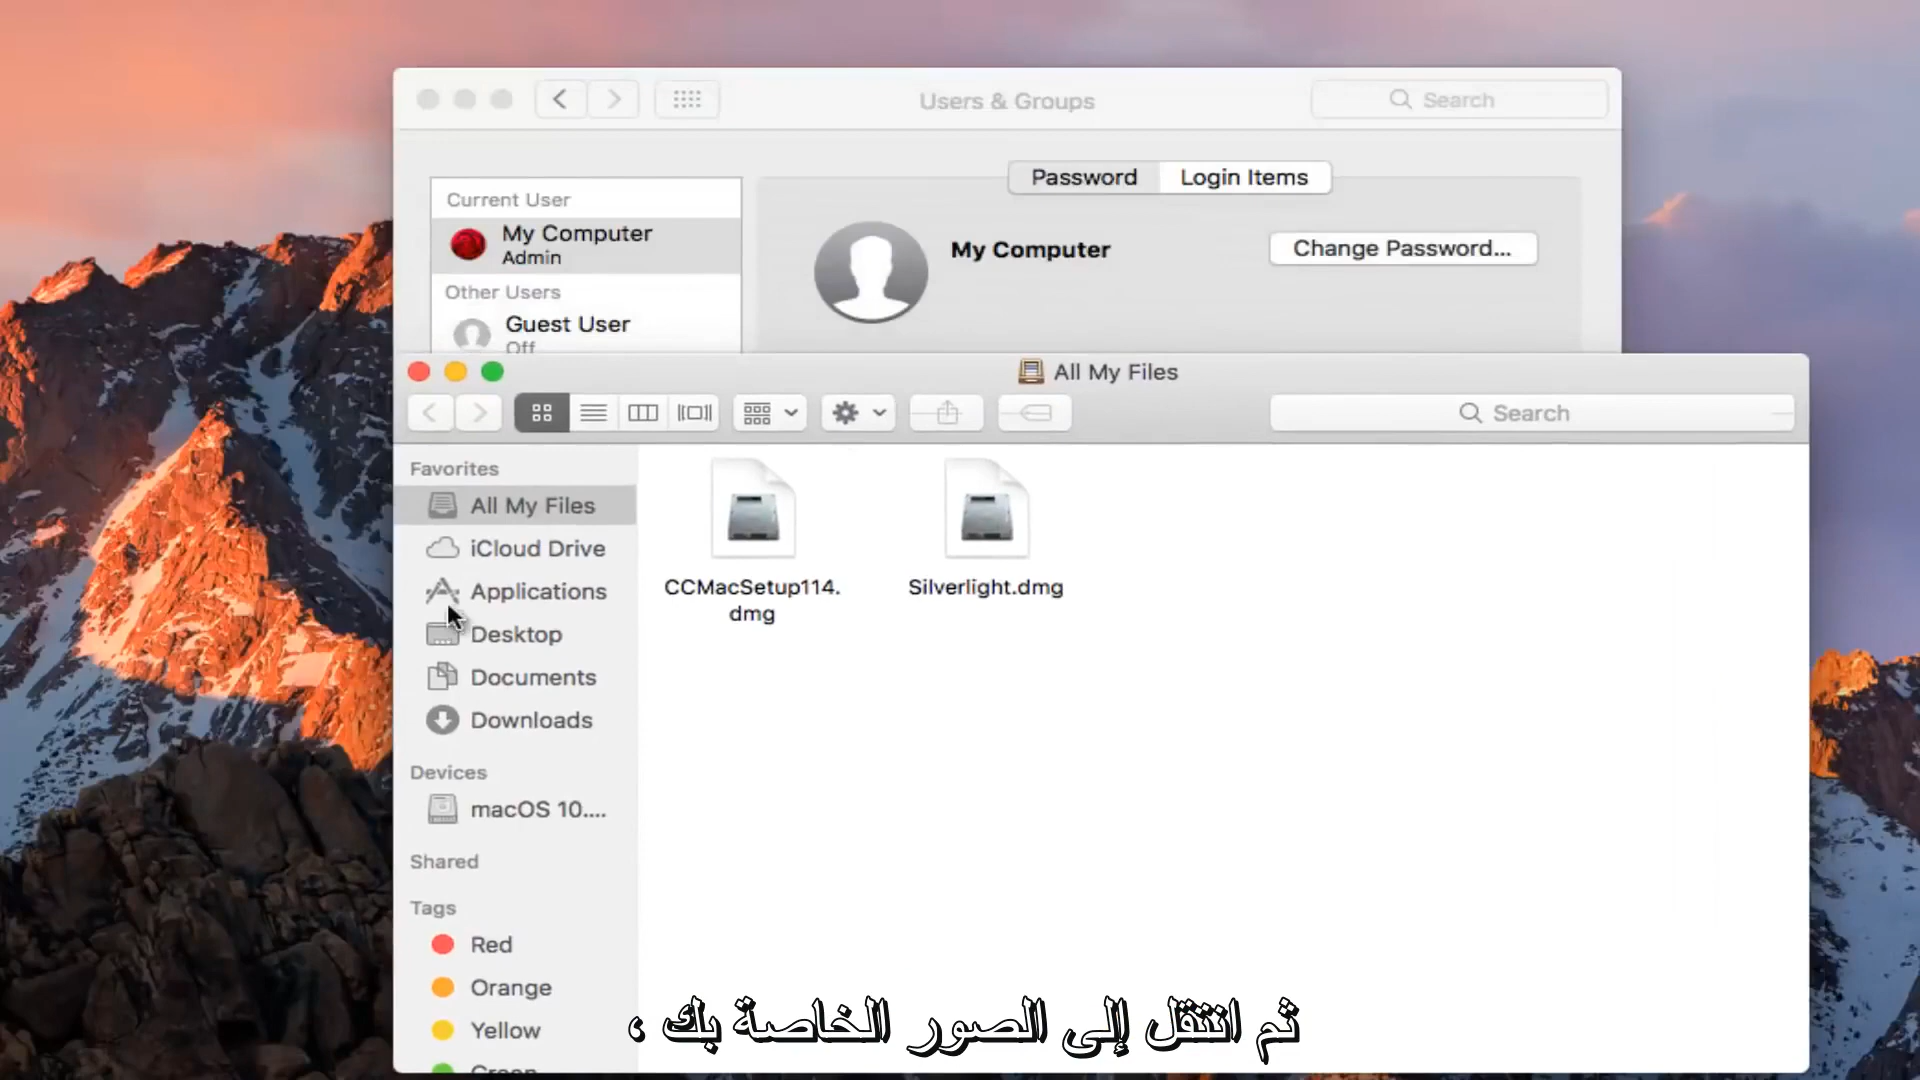 Users & Groups
Search
Password
Login Items
Current User
My Computer
Admin
My Computer
Change Password...
Other Users
Guest User
Off
All My Files
Search
Favorites
All My Files
iCloud Drive
Applications
Desktop
Documents
Downloads
Devices
macOS 10....
Shared
Tags
Red
Orange
Yellow
Green
CCMacSetup114.
dmg
Silverlight.dmg
ثم انتقل إلى الصور الخاصة بك ،